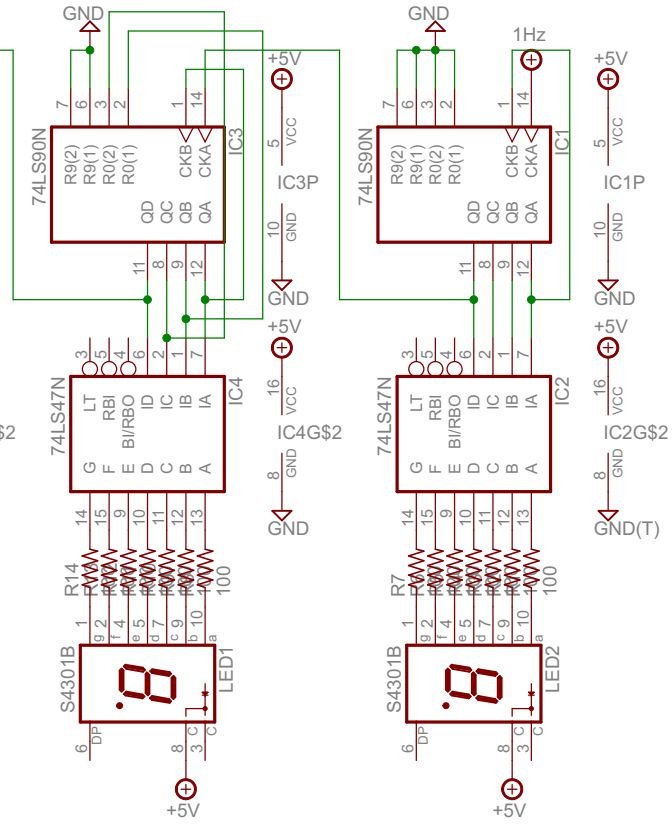 GND
GND
1Hz
+5V
+5V
7
6
3
2
1
14
7
6
3
2
1
14
74LS90N
R9(2)
R9(1)
R0(2)
R0(1)
CKB
CKA
IC3
QD
QC
QB
QA
5
VCC
IC3P
10
GND
GND
74LS90N
R9(2)
R9(1)
R0(2)
R0(1)
CKB
CKA
IC1
QD
QC
QB
QA
5
VCC
IC1P
10
GND
GND
11
8
9
12
11
8
9
12
+5V
+5V
3
5
4
6
2
1
7
3
5
4
6
2
1
7
$2
74LS47N
LT
RBI
BI/RBO
ID
IC
IB
IA
IC4
G
F
E
D
C
B
A
16
VCC
IC4G$2
8
GND
GND
74LS47N
LT
RBI
BI/RBO
ID
IC
IB
IA
IC2
G
F
E
D
C
B
A
16
VCC
IC2G$2
8
GND
GND(T)
14
15
9
10
11
12
13
14
15
9
10
11
12
13
R14
100
R7
100
1
2
4
5
7
9
10
g
f
e
d
c
b
a
1
2
4
5
7
9
10
g
f
e
d
c
b
a
S4301B
LED1
S4301B
LED2
6
DP
8
C
3
C
6
DP
8
C
3
C
+5V
+5V